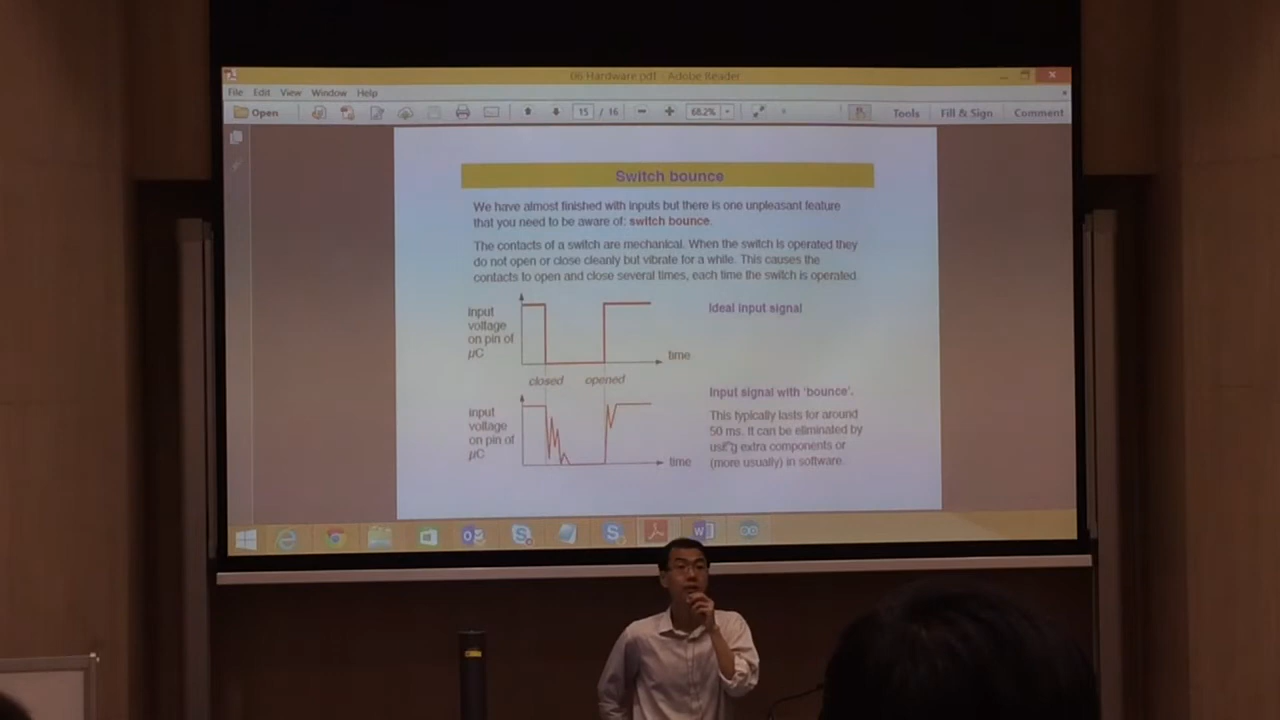 06 Hardware.pdf - Adobe Reader
File Edit View Window Help
Open 15 / 16 68.2% Tools Fill & Sign Comment
Switch bounce
We have almost finished with inputs but there is one unpleasant feature
that you need to be aware of: switch bounce.
The contacts of a switch are mechanical. When the switch is operated they
do not open or close cleanly but vibrate for a while. This causes the
contacts to open and close several times, each time the switch is operated.
Input
voltage
on pin of
µC
time
closed opened
Ideal input signal
Input
voltage
on pin of
µC
time
Input signal with 'bounce'.
This typically lasts for around
50 ms. It can be eliminated by
using extra components or
(more usually) in software.